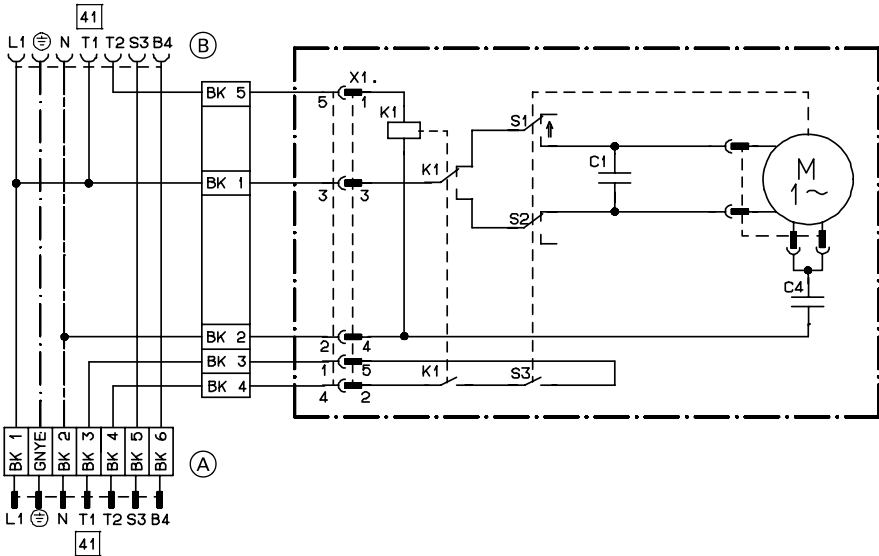 41
L1 N T1 T2 S3 B4
B
BK 5
X1.
5 1
K1
S1
C1
M
1~
BK 1
3 3
K1
S2
C4
BK 2
2 4
BK 3
1 5
K1 S3
BK 4
4 2
BK 1
GNYE
BK 2
BK 3
BK 4
BK 5
BK 6
A
L1 N T1 T2 S3 B4
41